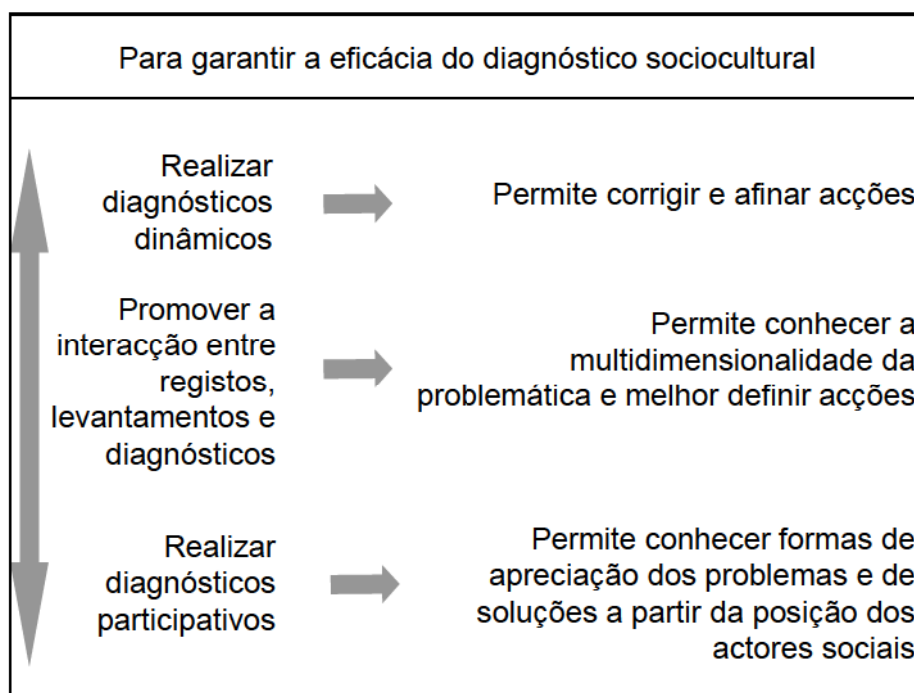 Para garantir a eficácia do diagnóstico sociocultural
Realizar
diagnósticos
dinâmicos
Permite corrigir e afinar acções
Promover a
interacção entre
registos,
levantamentos e
diagnósticos
Permite conhecer a
multidimensionalidade da
problemática e melhor definir acções
Realizar
diagnósticos
participativos
Permite conhecer formas de
apreciação dos problemas e de
soluções a partir da posição dos
actores sociais